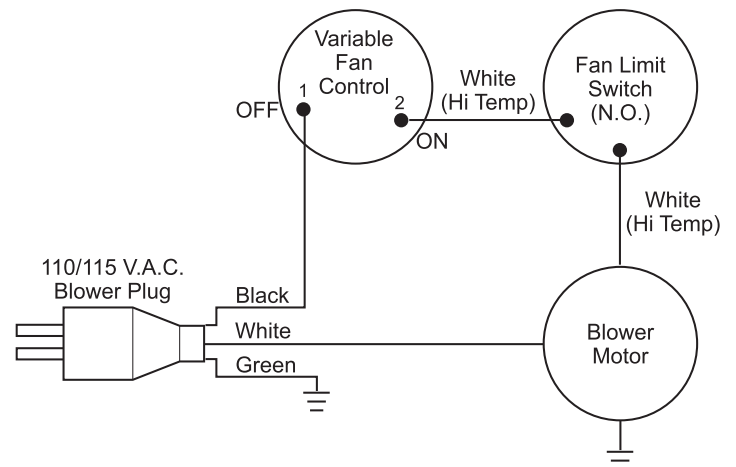 Variable
Fan
Control
1
2
OFF
ON
White
(Hi Temp)
Fan Limit
Switch
(N.O.)
White
(Hi Temp)
110/115 V.A.C.
Blower Plug
Black
White
Green
Blower
Motor